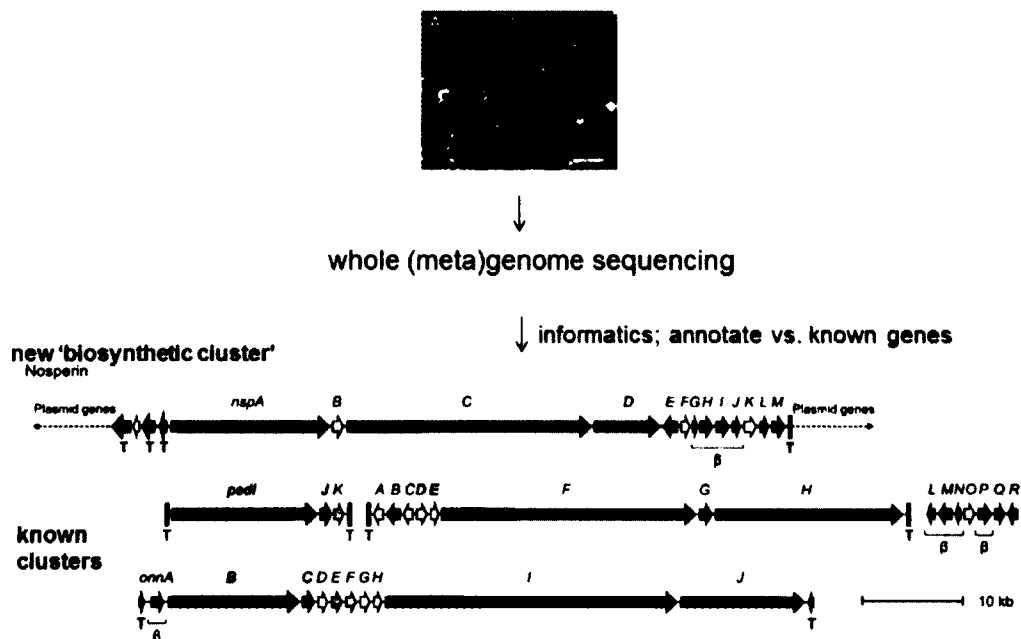 A
whole (meta)genome sequencing
informatics; annotate vs. known genes
new 'biosynthetic cluster'
Nosperin
Plasmid genes nspA B C D E F G H I J K L M Plasmid genes
T T T T
β
pedI J K A B C D E F G H L M N O P Q R
T T T T
β β
known
clusters
onnA B C D E F G H I J
T T
β
10 kb